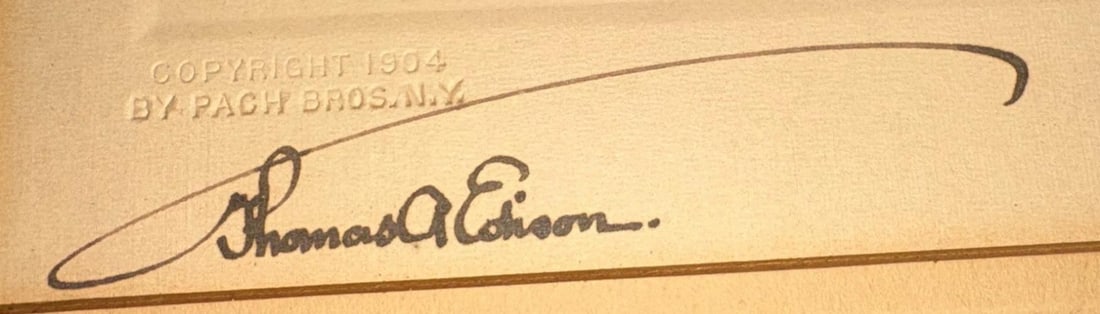 COPYRIGHT 1904
BY PACH BROS. N.Y.
Thomas A Edison.